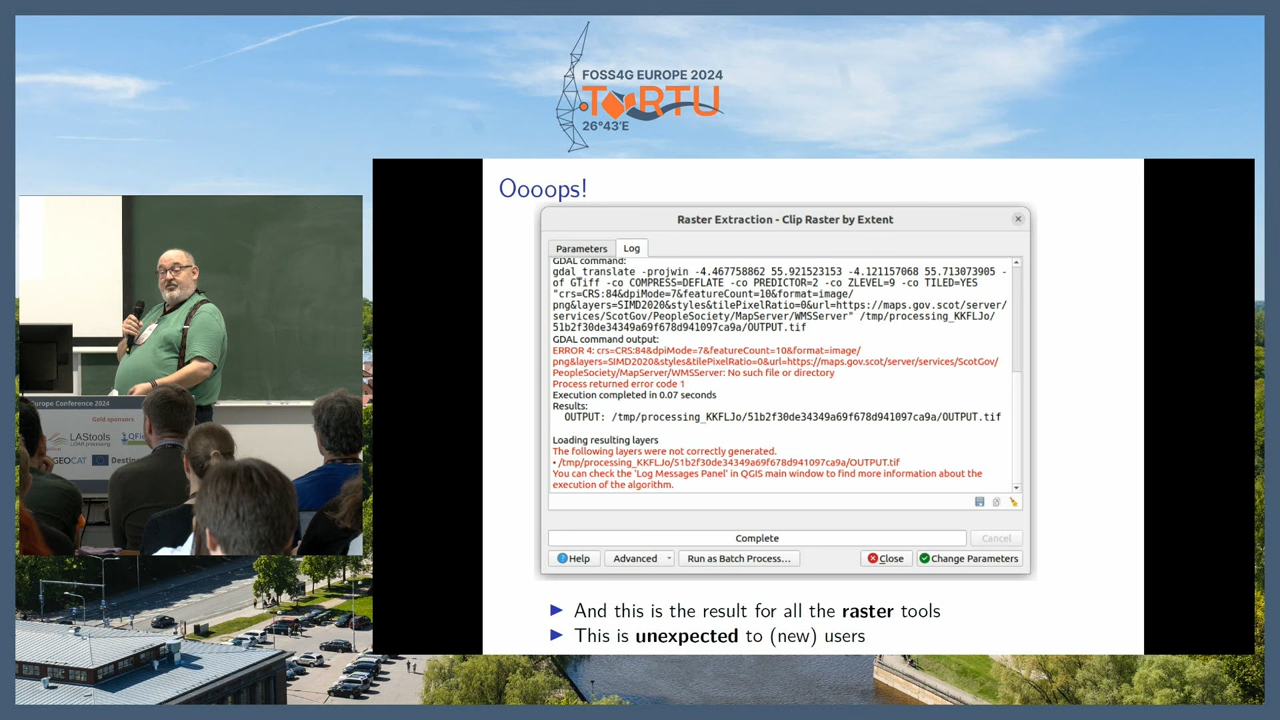 FOSS4G EUROPE 2024
TARTU
26°43'E
Oooops!
Raster Extraction - Clip Raster by Extent
Parameters
Log
GDAL command:
gdal_translate -projwin -4.467758862 55.921523153 -4.121157068 55.713073905 -
of GTiff -co COMPRESS=DEFLATE -co PREDICTOR=2 -co ZLEVEL=9 -co TILED=YES
"crs=CRS:84&dpiMode=7&featureCount=10&format=image/
png&layers=SIMD2020&styles&tilePixelRatio=0&url=https://maps.gov.scot/server/
services/ScotGov/PeopleSociety/MapServer/WMSServer" /tmp/processing_KKFLJo/
51b2f30de34349a69f678d941097ca9a/OUTPUT.tif
GDAL command output:
ERROR 4: crs=CRS:84&dpiMode=7&featureCount=10&format=image/
png&layers=SIMD2020&styles&tilePixelRatio=0&url=https://maps.gov.scot/server/services/ScotGov/
PeopleSociety/MapServer/WMSServer: No such file or directory
Process returned error code 1
Execution completed in 0.07 seconds
Results:
OUTPUT: /tmp/processing_KKFLJo/51b2f30de34349a69f678d941097ca9a/OUTPUT.tif
Loading resulting layers
The following layers were not correctly generated.
• /tmp/processing_KKFLJo/51b2f30de34349a69f678d941097ca9a/OUTPUT.tif
You can check the 'Log Messages Panel' in QGIS main window to find more information about the
execution of the algorithm.
Complete
Cancel
Help
Advanced
Run as Batch Process...
Close
Change Parameters
And this is the result for all the raster tools
This is unexpected to (new) users
Europe Conference 2024
Gold sponsors
LAStools
QFie
GEOCAT
Destin